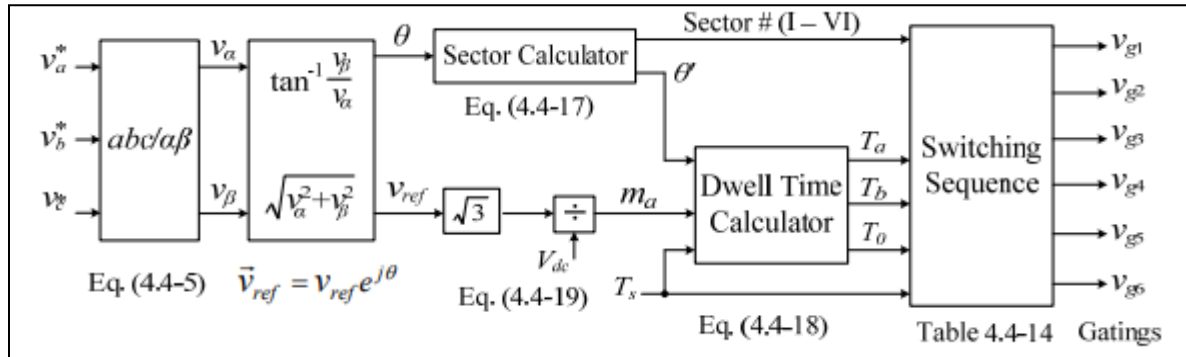 v*a
v*b
v*c
abc/αβ
Eq. (4.4-5)
vα
vβ
tan⁻¹ vβ/vα
√(v²α+v²β)
v⃗ref = vref e^jθ
θ
vref
Sector Calculator
Eq. (4.4-17)
Sector # (I – VI)
θ'
√3
÷
Vdc
ma
Eq. (4.4-19)
Ts
Dwell Time
Calculator
Eq. (4.4-18)
Ta
Tb
T0
Switching
Sequence
Table 4.4-14
vg1
vg2
vg3
vg4
vg5
vg6
Gatings